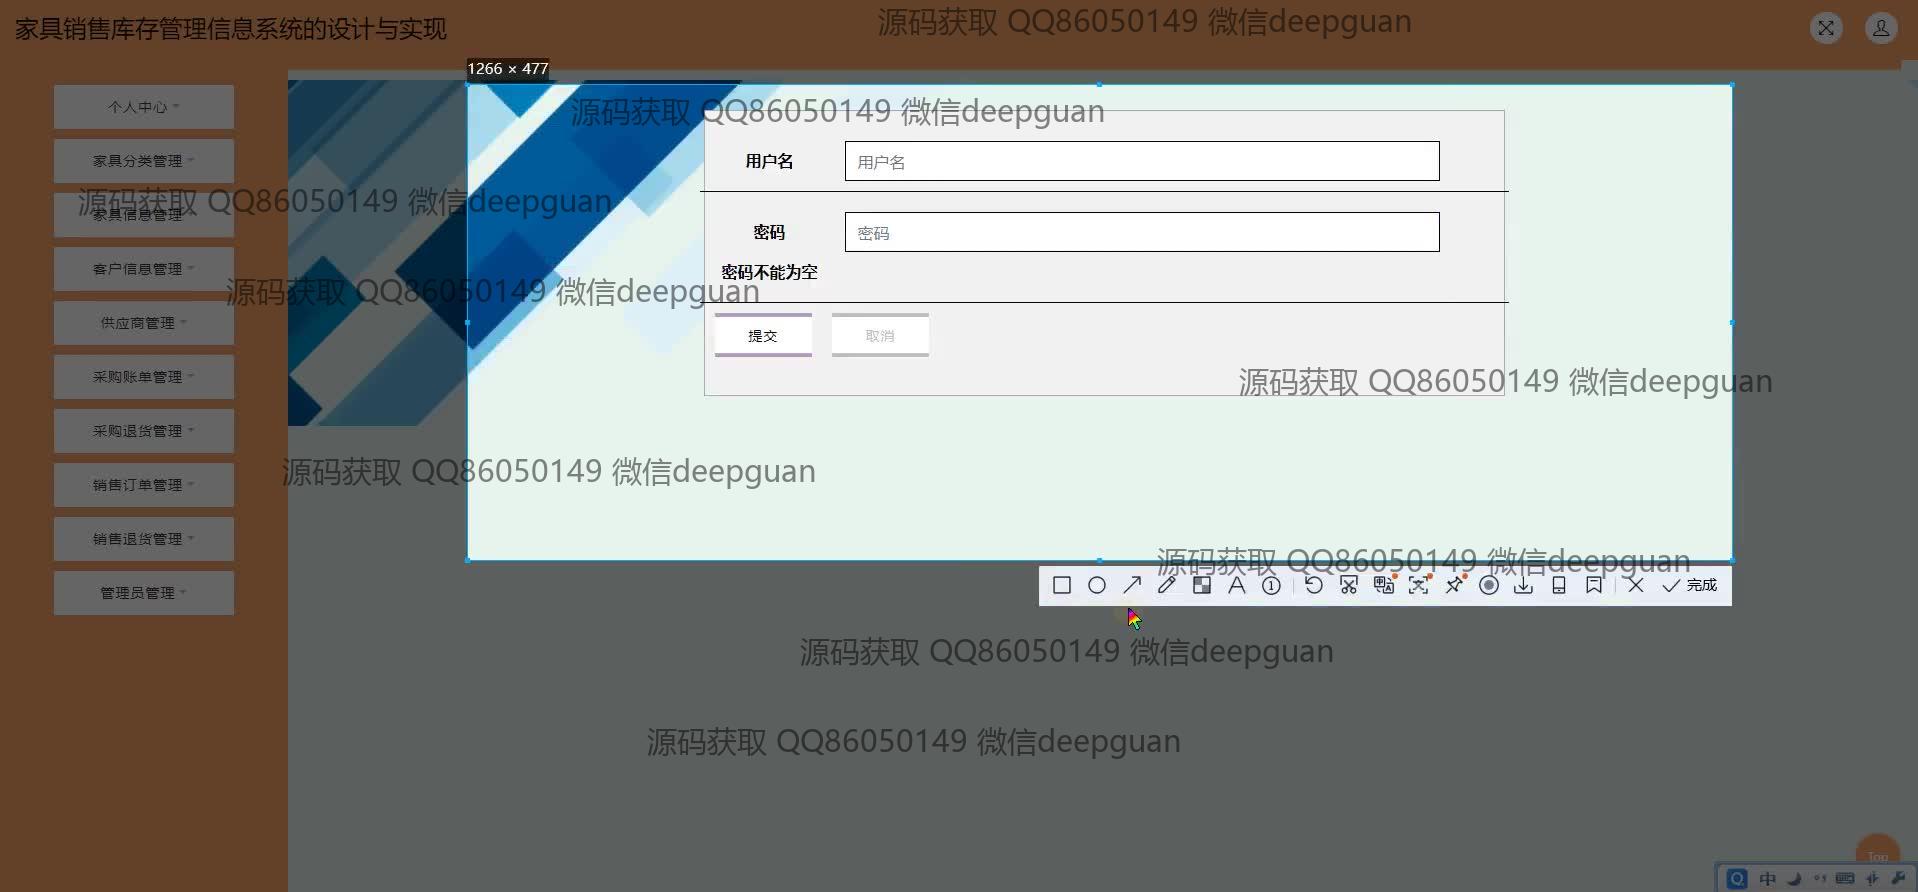 家具销售库存管理信息系统的设计与实现
源码获取 QQ86050149 微信deepguan
1266 × 477
个人中心
源码获取 QQ86050149 微信deepguan
家具分类管理
用户名
用户名
源码获取 QQ86050149 微信deepguan
家具信息管理
密码
密码
客户信息管理
密码不能为空
源码获取 QQ86050149 微信deepguan
供应商管理
提交
取消
采购账单管理
源码获取 QQ86050149 微信deepguan
采购退货管理
源码获取 QQ86050149 微信deepguan
销售订单管理
销售退货管理
源码获取 QQ86050149 微信deepguan
管理员管理
完成
源码获取 QQ86050149 微信deepguan
源码获取 QQ86050149 微信deepguan
Top
中